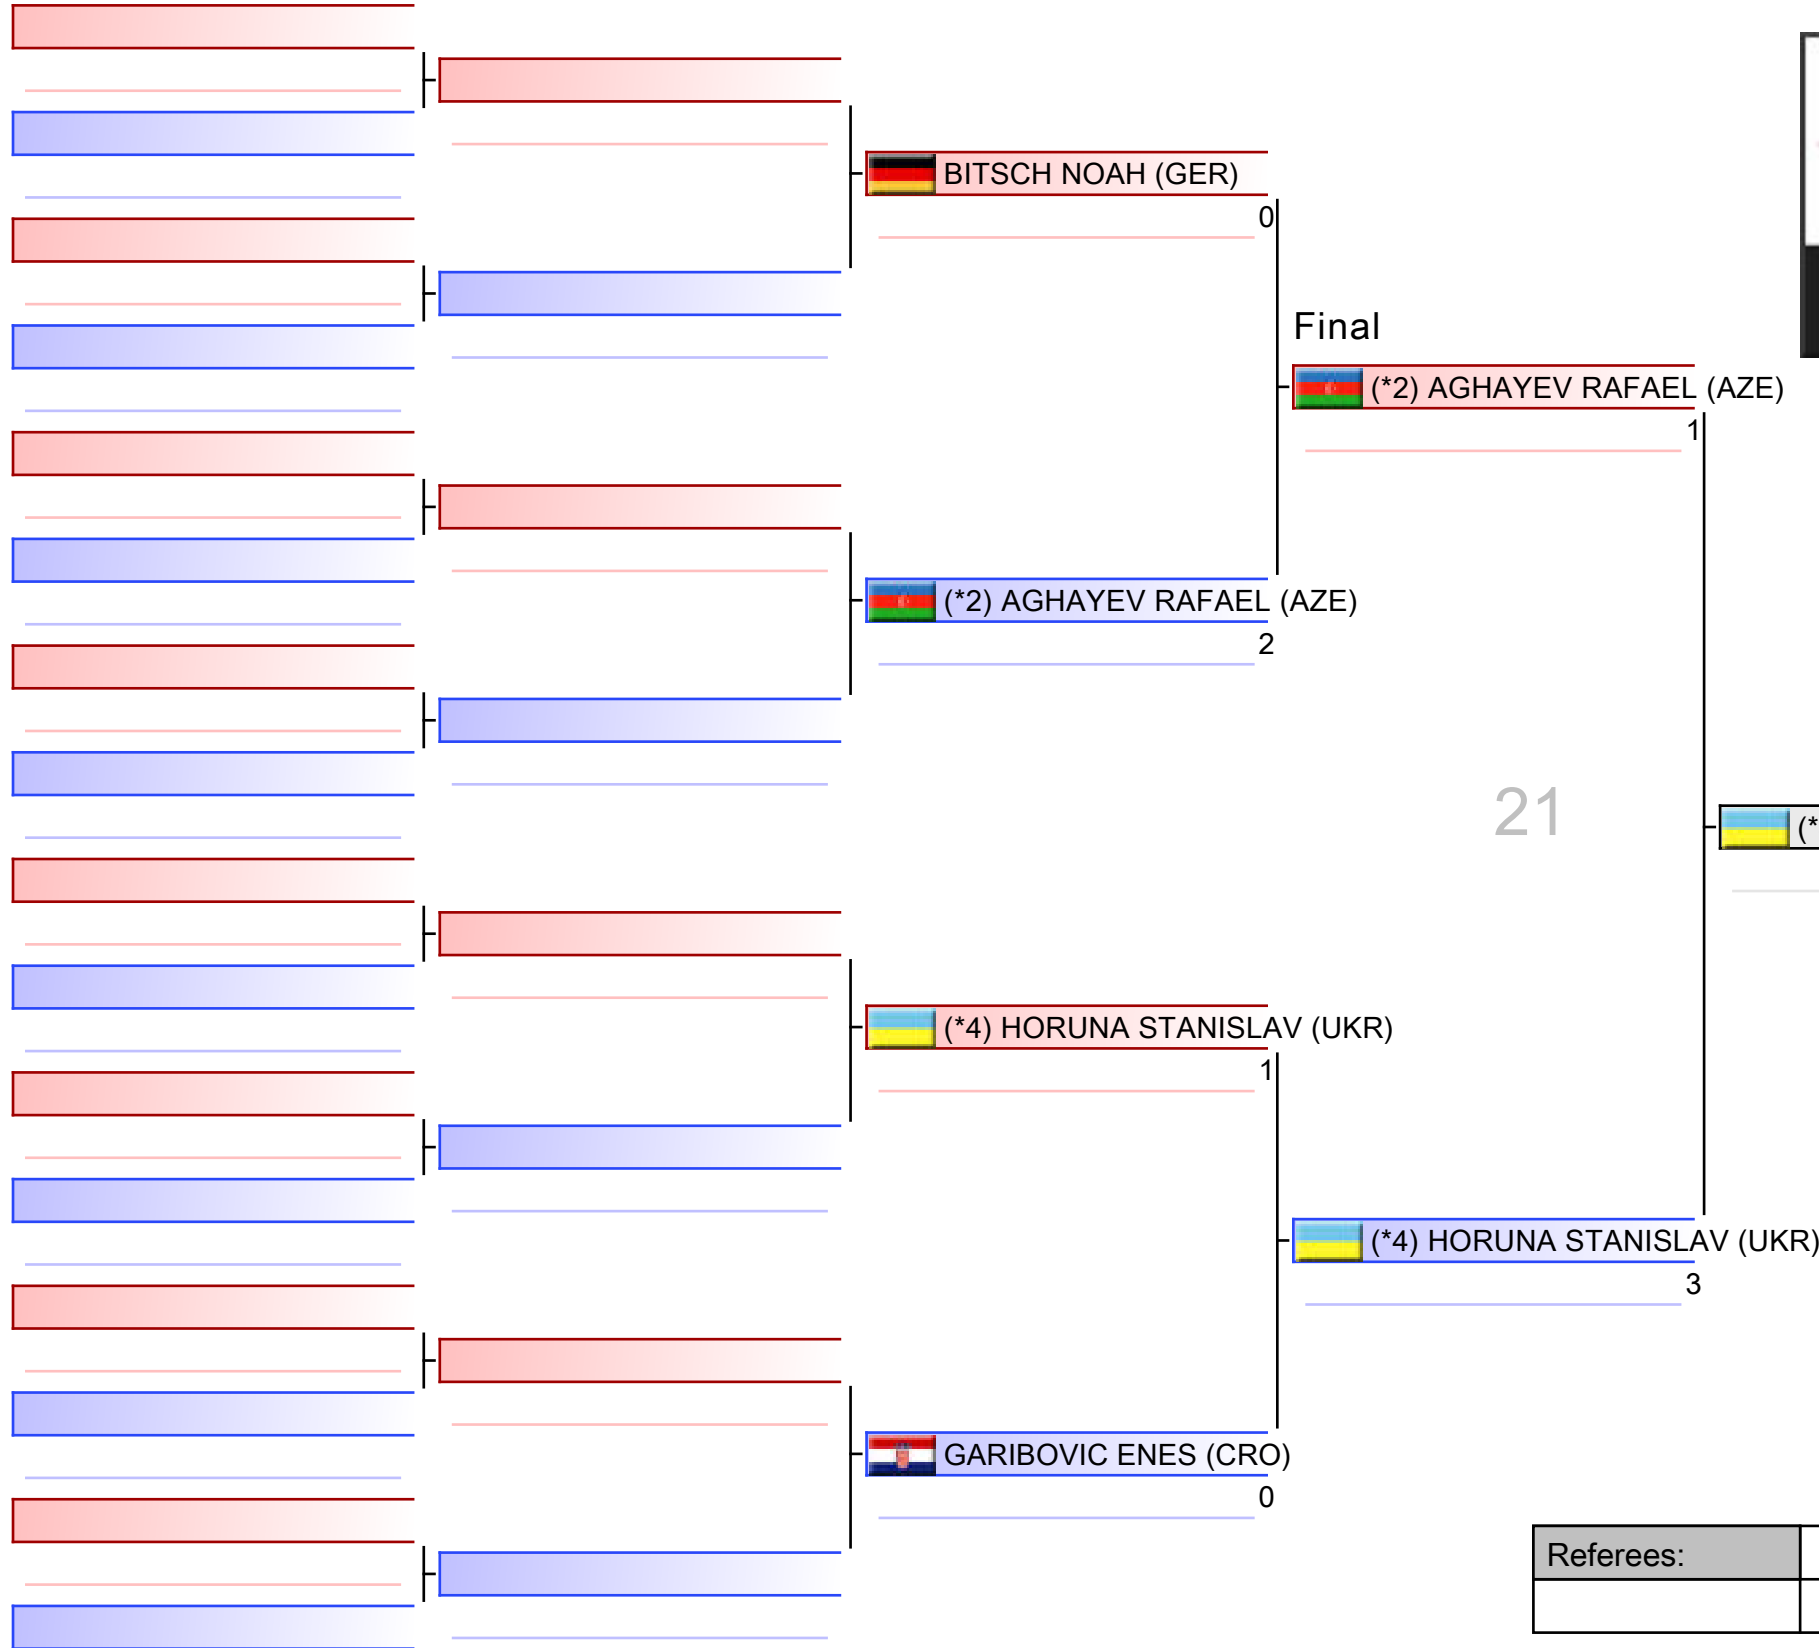 BITSCH NOAH (GER)
0
Final
(*2) AGHAYEV RAFAEL (AZE)
1
(*2) AGHAYEV RAFAEL (AZE)
2
21
(*
(*4) HORUNA STANISLAV (UKR)
1
(*4) HORUNA STANISLAV (UKR)
3
GARIBOVIC ENES (CRO)
0
Referees: